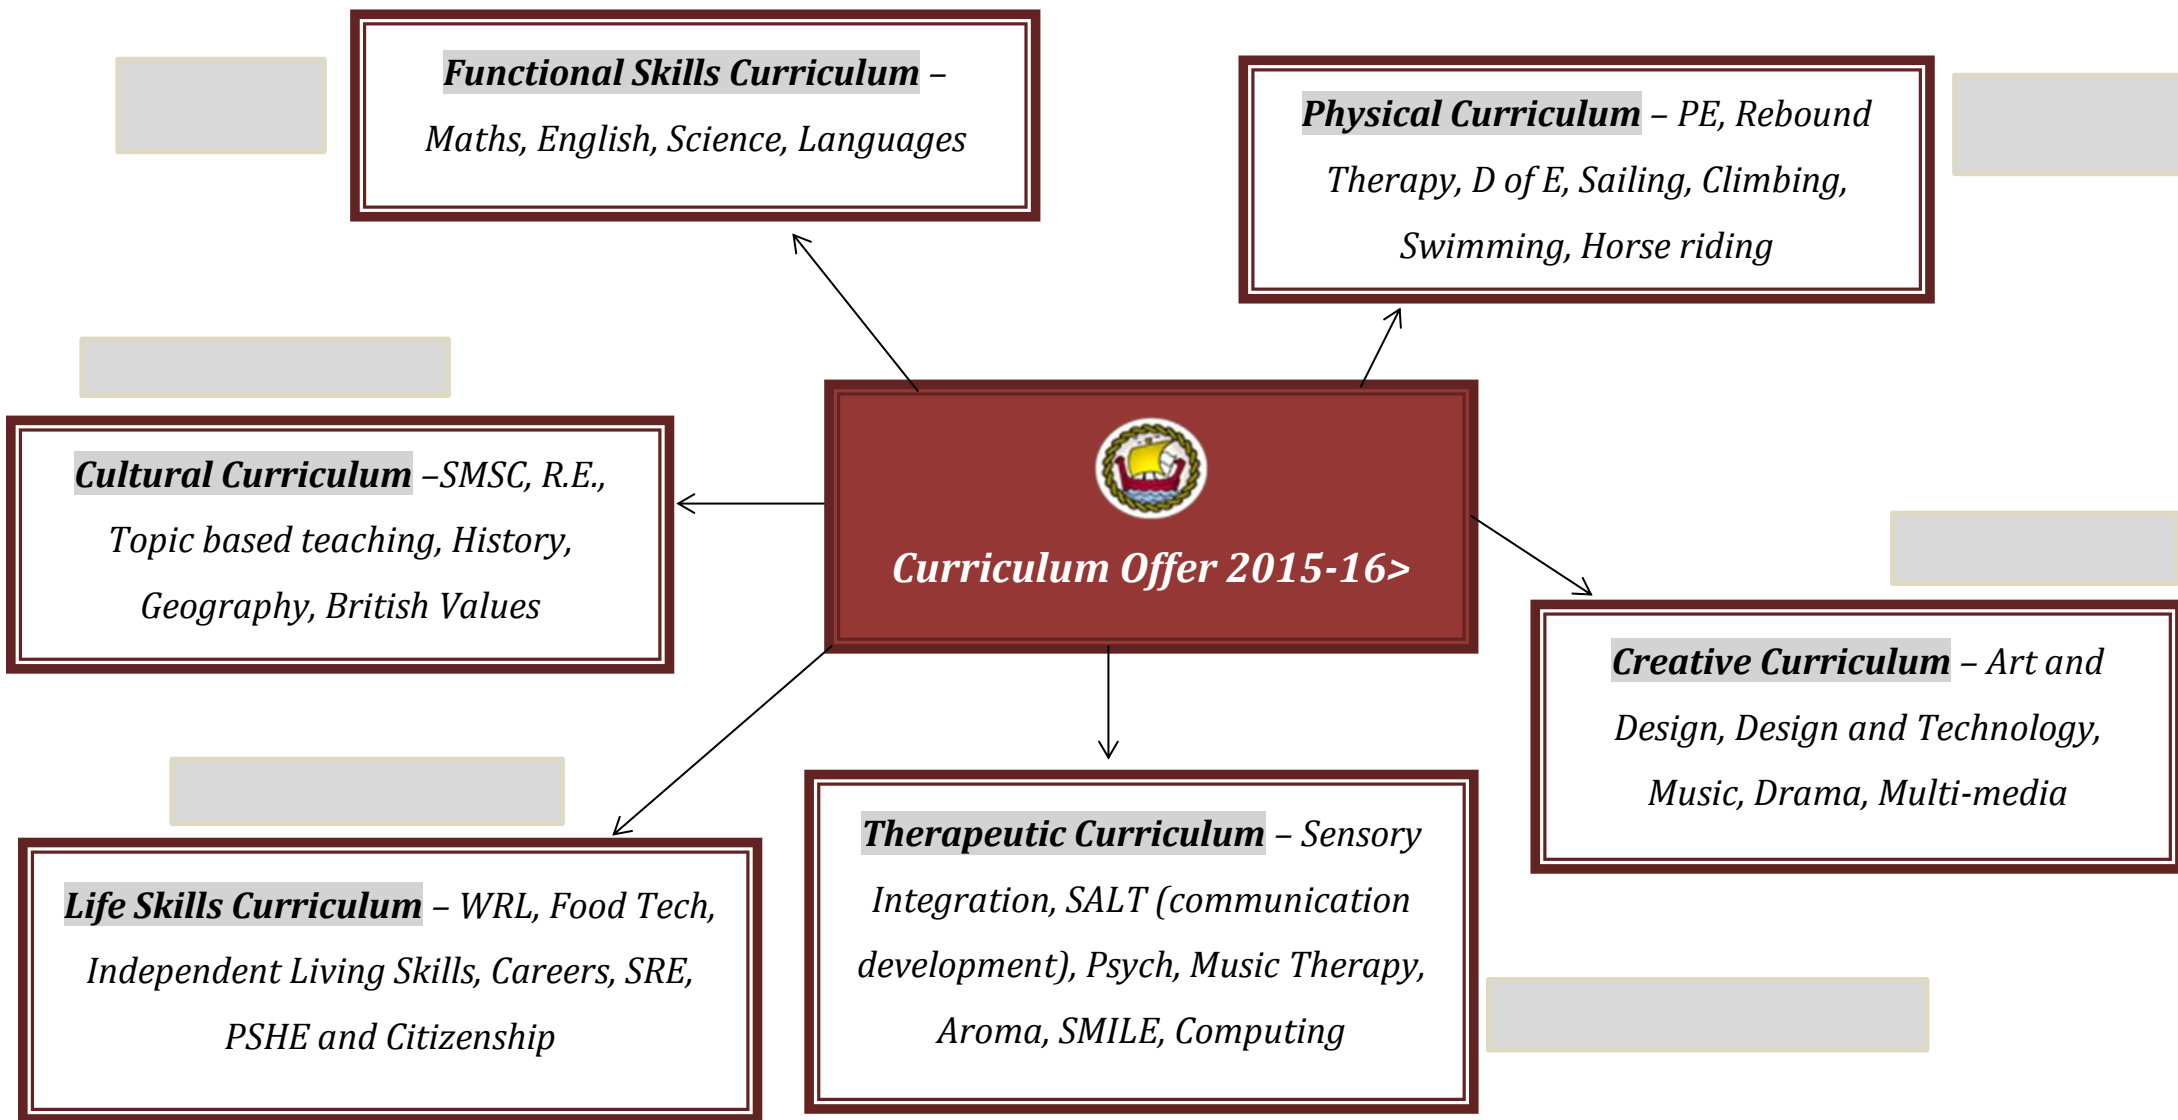 Functional Skills Curriculum –
Maths, English, Science, Languages
Physical Curriculum – PE, Rebound
Therapy, D of E, Sailing, Climbing,
Swimming, Horse riding
Cultural Curriculum –SMSC, R.E.,
Topic based teaching, History,
Geography, British Values
Curriculum Offer 2015-16>
Creative Curriculum – Art and
Design, Design and Technology,
Music, Drama, Multi-media
Life Skills Curriculum – WRL, Food Tech,
Independent Living Skills, Careers, SRE,
PSHE and Citizenship
Therapeutic Curriculum – Sensory
Integration, SALT (communication
development), Psych, Music Therapy,
Aroma, SMILE, Computing